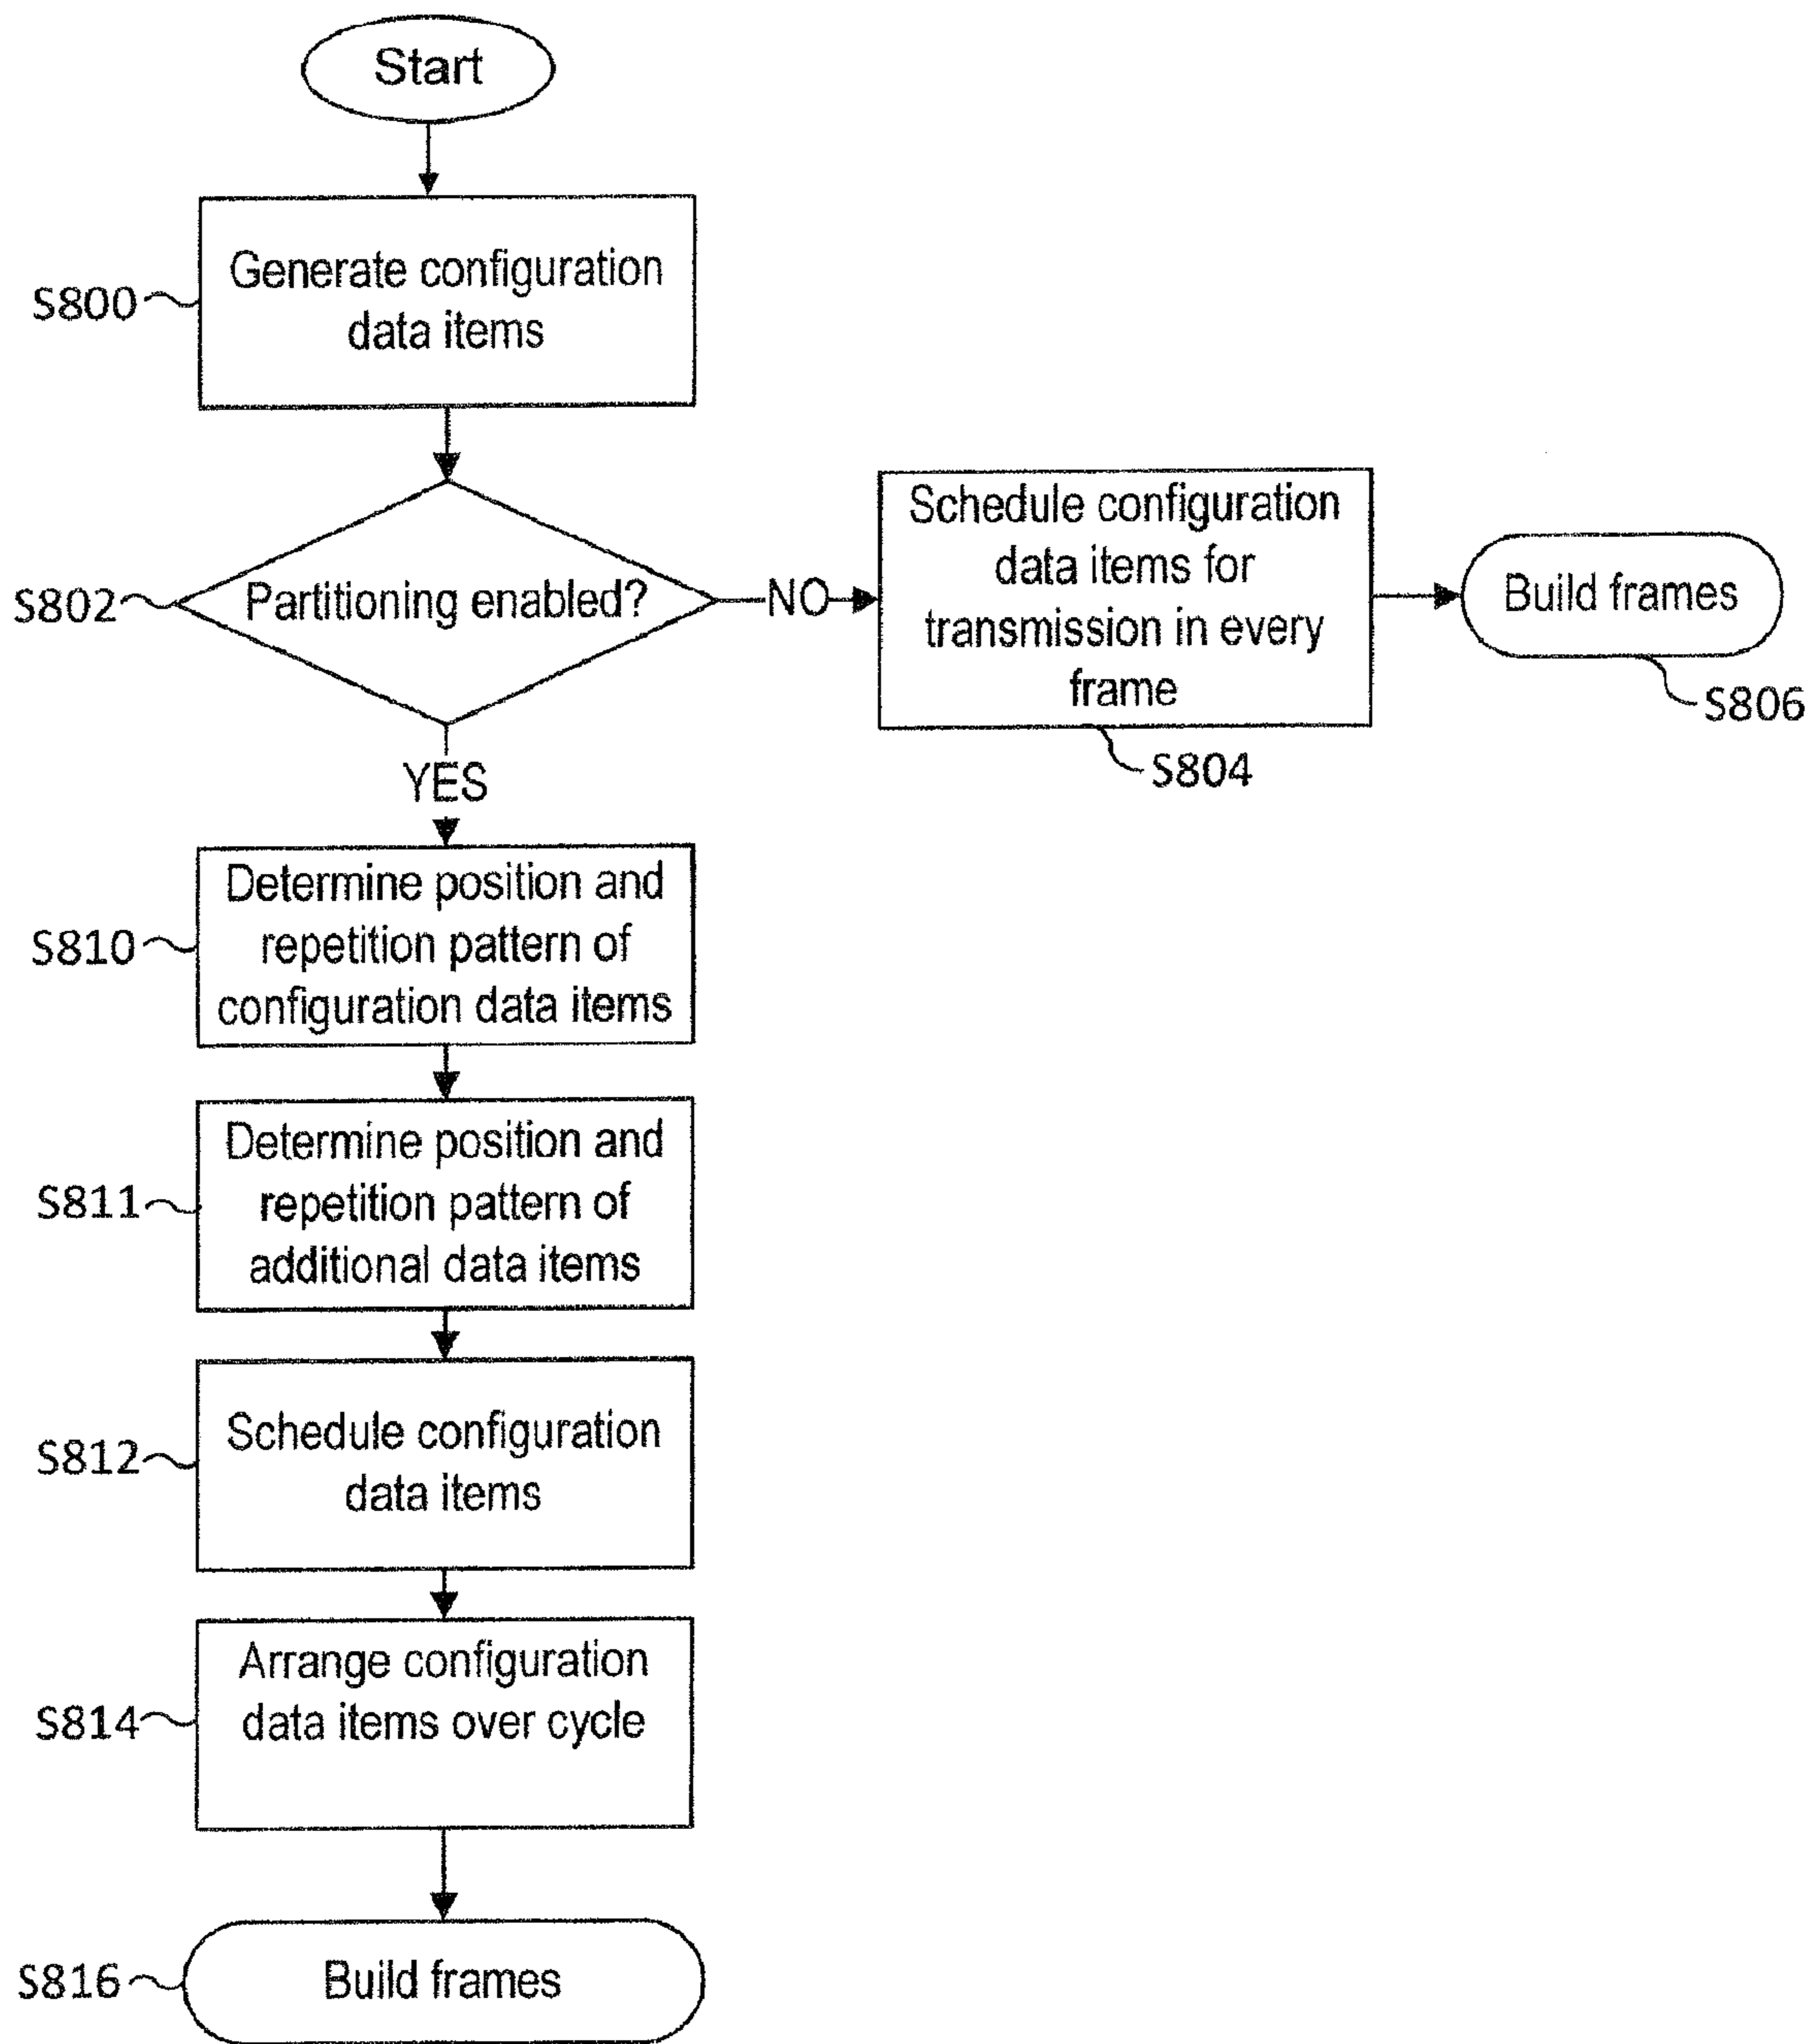 Start
S800
Generate configuration
data items
S802
Partitioning enabled?
NO
Schedule configuration
data items for
transmission in every
frame
S804
Build frames
S806
YES
S810
Determine position and
repetition pattern of
configuration data items
S811
Determine position and
repetition pattern of
additional data items
S812
Schedule configuration
data items
S814
Arrange configuration
data items over cycle
S816
Build frames